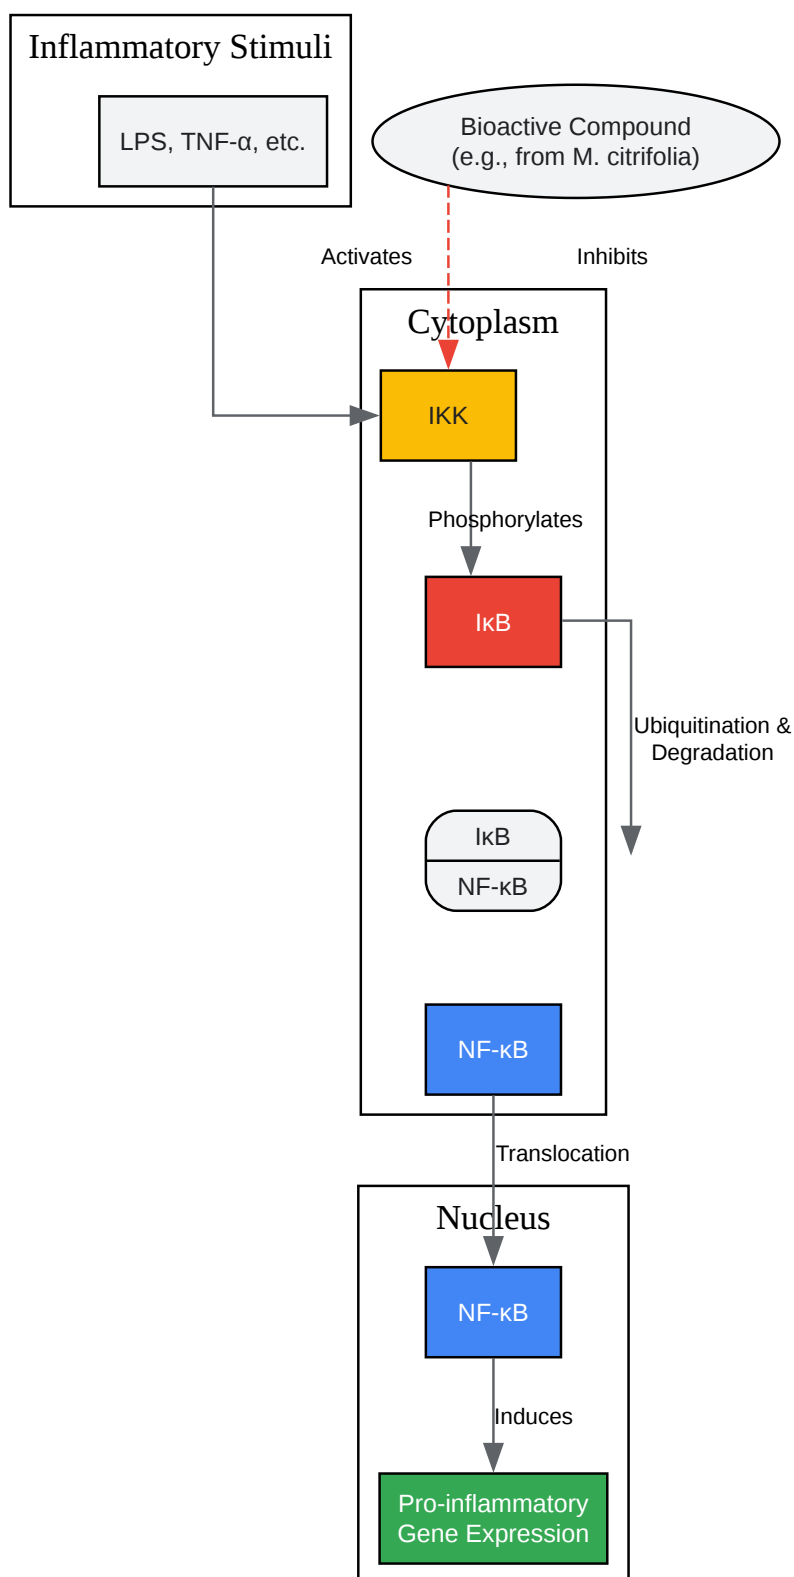 Inflammatory Stimuli
LPS, TNF-α, etc.
Bioactive Compound
(e.g., from M. citrifolia)
Activates
Inhibits
Cytoplasm
IKK
Phosphorylates
IκB
Ubiquitination &
Degradation
IκB
NF-κB
NF-κB
Translocation
Nucleus
NF-κB
Induces
Pro-inflammatory
Gene Expression